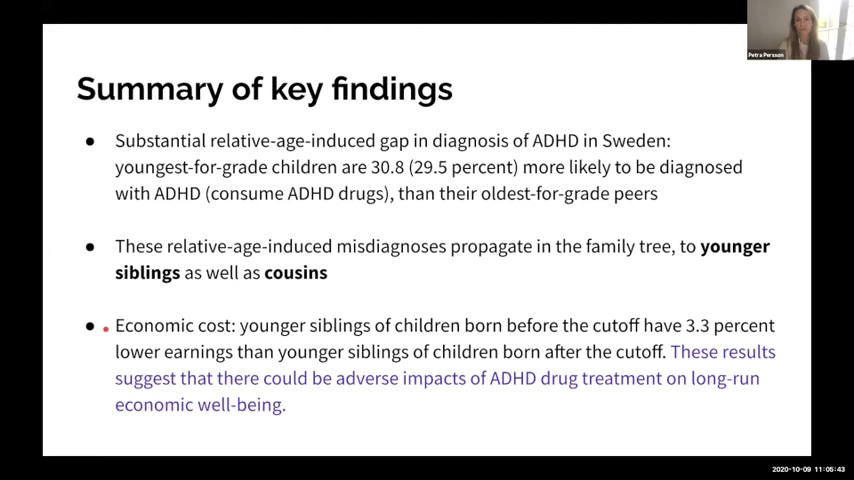 Petra Persson
Summary of key findings
● Substantial relative-age-induced gap in diagnosis of ADHD in Sweden:
youngest-for-grade children are 30.8 (29.5 percent) more likely to be diagnosed
with ADHD (consume ADHD drugs), than their oldest-for-grade peers
● These relative-age-induced misdiagnoses propagate in the family tree, to younger
siblings as well as cousins
● Economic cost: younger siblings of children born before the cutoff have 3.3 percent
lower earnings than younger siblings of children born after the cutoff. These results
suggest that there could be adverse impacts of ADHD drug treatment on long-run
economic well-being.
2020-10-09 11:05:43